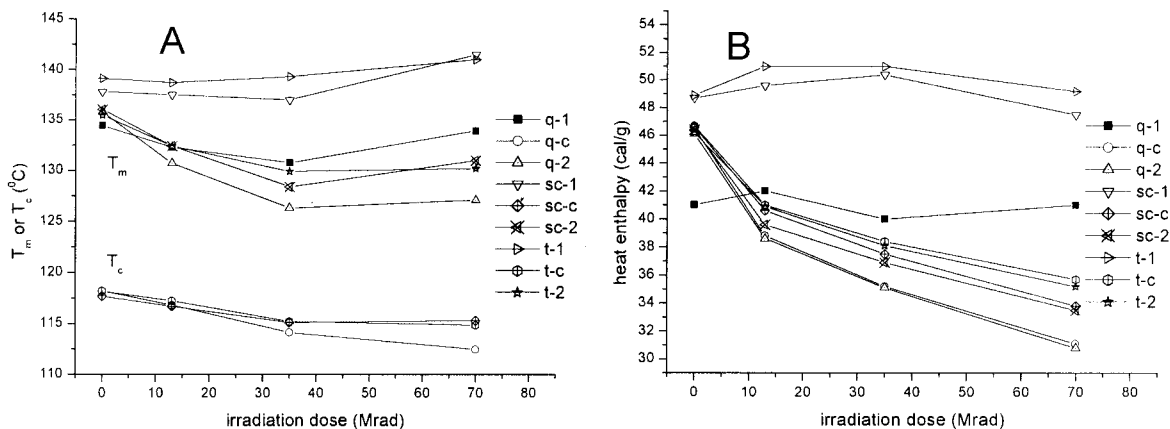 A
T_m or T_c (⁰C)
145
140
135
130
125
120
115
110
T_m
T_c
q-1
q-c
q-2
sc-1
sc-c
sc-2
t-1
t-c
t-2
0 10 20 30 40 50 60 70 80
irradiation dose (Mrad)
B
heat enthalpy (cal/g)
54
52
50
48
46
44
42
40
38
36
34
32
30
q-1
q-c
q-2
sc-1
sc-c
sc-2
t-1
t-c
t-2
0 10 20 30 40 50 60 70 80
irradiation dose (Mrad)